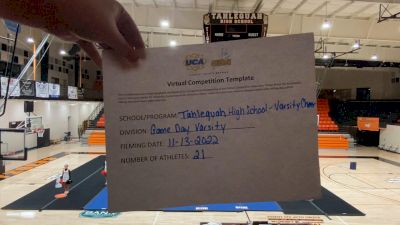 TAHLEQUAH
HIGH SCHOOL
UCA
Virtual Competition Template
SCHOOL/PROGRAM: Tahlequah High School - Varsity Cheer
DIVISION: Game Day Varsity
FILMING DATE: 11-13-2022
NUMBER OF ATHLETES: 21